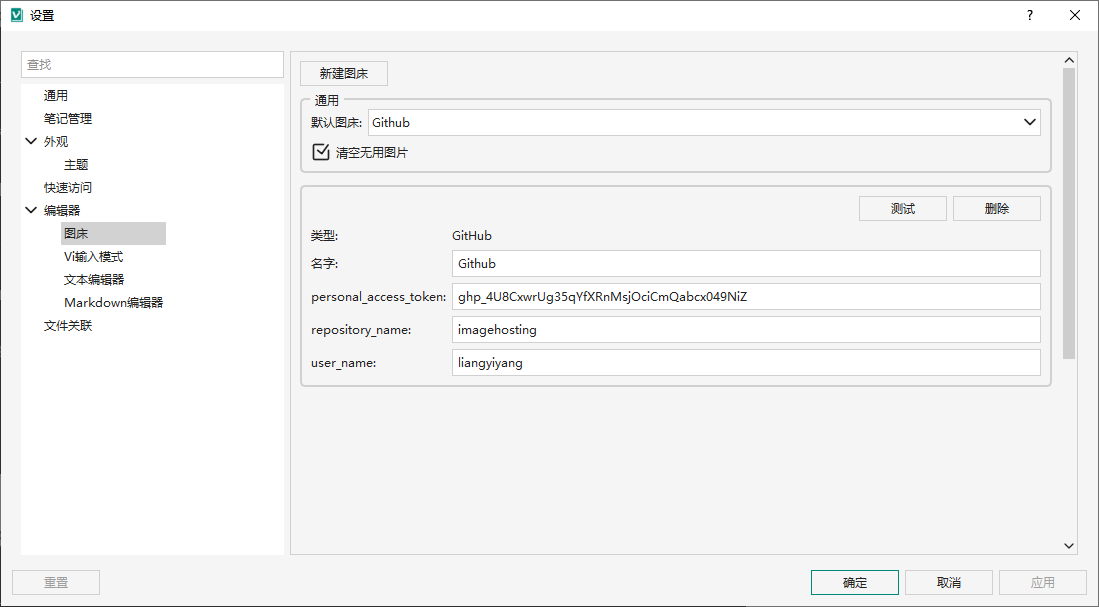 设置
查找
通用
笔记管理
外观
主题
快速访问
编辑器
图床
Vi输入模式
文本编辑器
Markdown编辑器
文件关联
新建图床
通用
默认图床: Github
清空无用图片
测试 删除
类型: GitHub
名字: Github
personal_access_token: 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
repository_name: imagehosting
user_name: liangyiyang
重置 确定 取消 应用